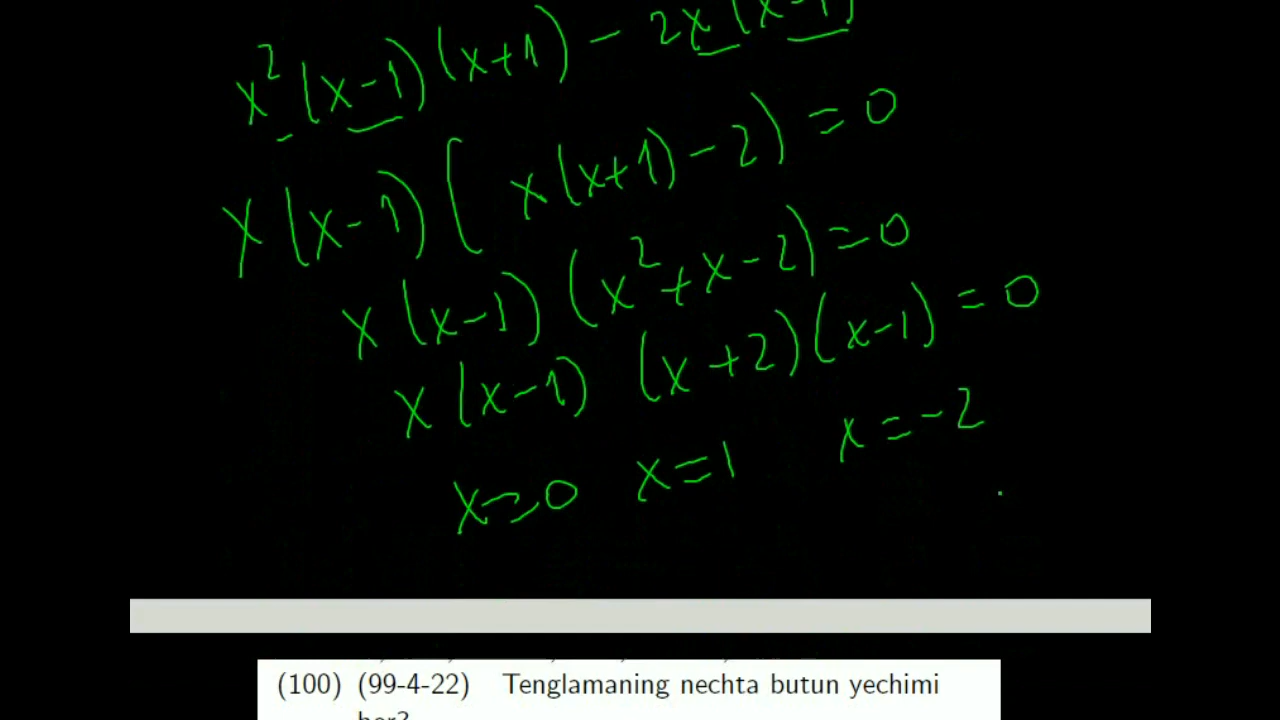 x²(x-1)(x+1) - 2x(x-1)
x(x-1)[x(x+1)-2) = 0
x(x-1)(x²+x-2) = 0
x(x-1) (x+2)(x-1) = 0
x=0 x=1 x=-2
(100) (99-4-22) Tenglamaning nechta butun yechimi